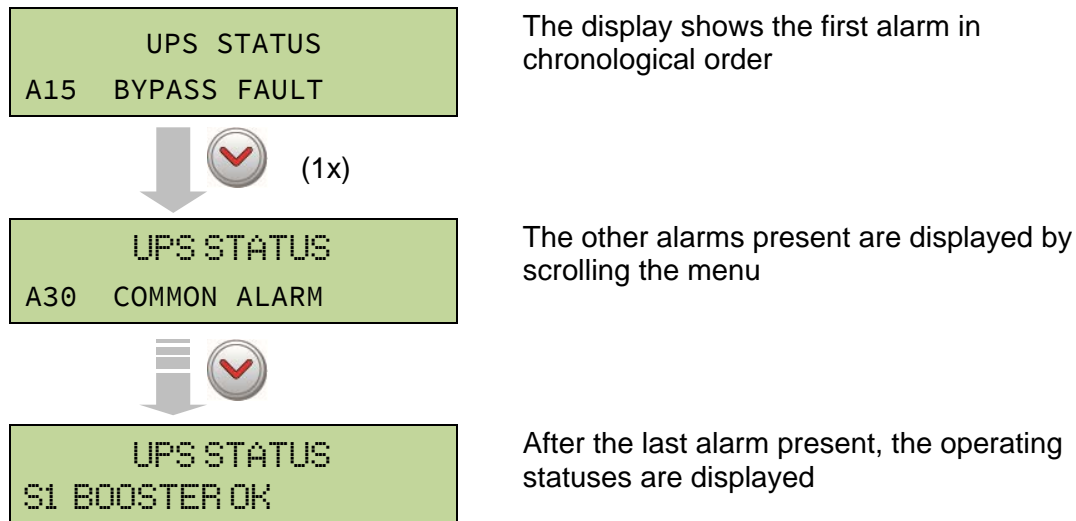 UPS STATUS
A15 BYPASS FAULT
The display shows the first alarm in
chronological order
(1x)
UPS STATUS
A30 COMMON ALARM
The other alarms present are displayed by
scrolling the menu
UPS STATUS
S1 BOOSTER OK
After the last alarm present, the operating
statuses are displayed